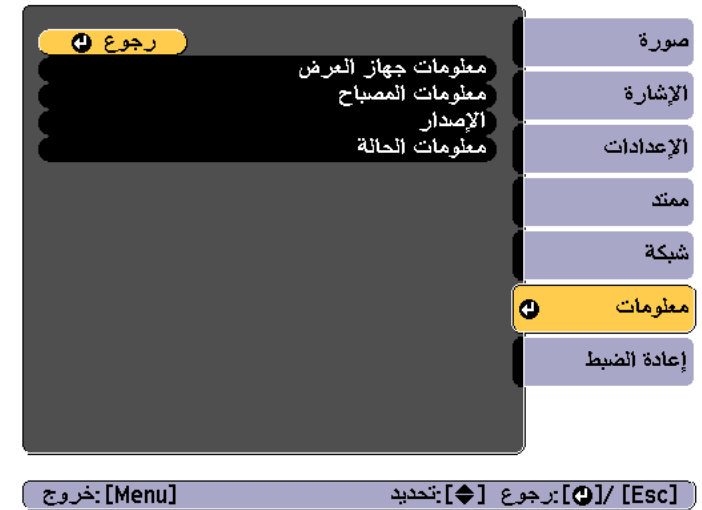 صورة
الإشارة
الإعدادات
ممتد
شبكة
معلومات
إعادة الضبط
رجوع
معلومات جهاز العرض
معلومات المصباح
الإصدار
معلومات الحالة
[Esc] /[⏎]:رجوع [◆]:تحديد [Menu]:خروج